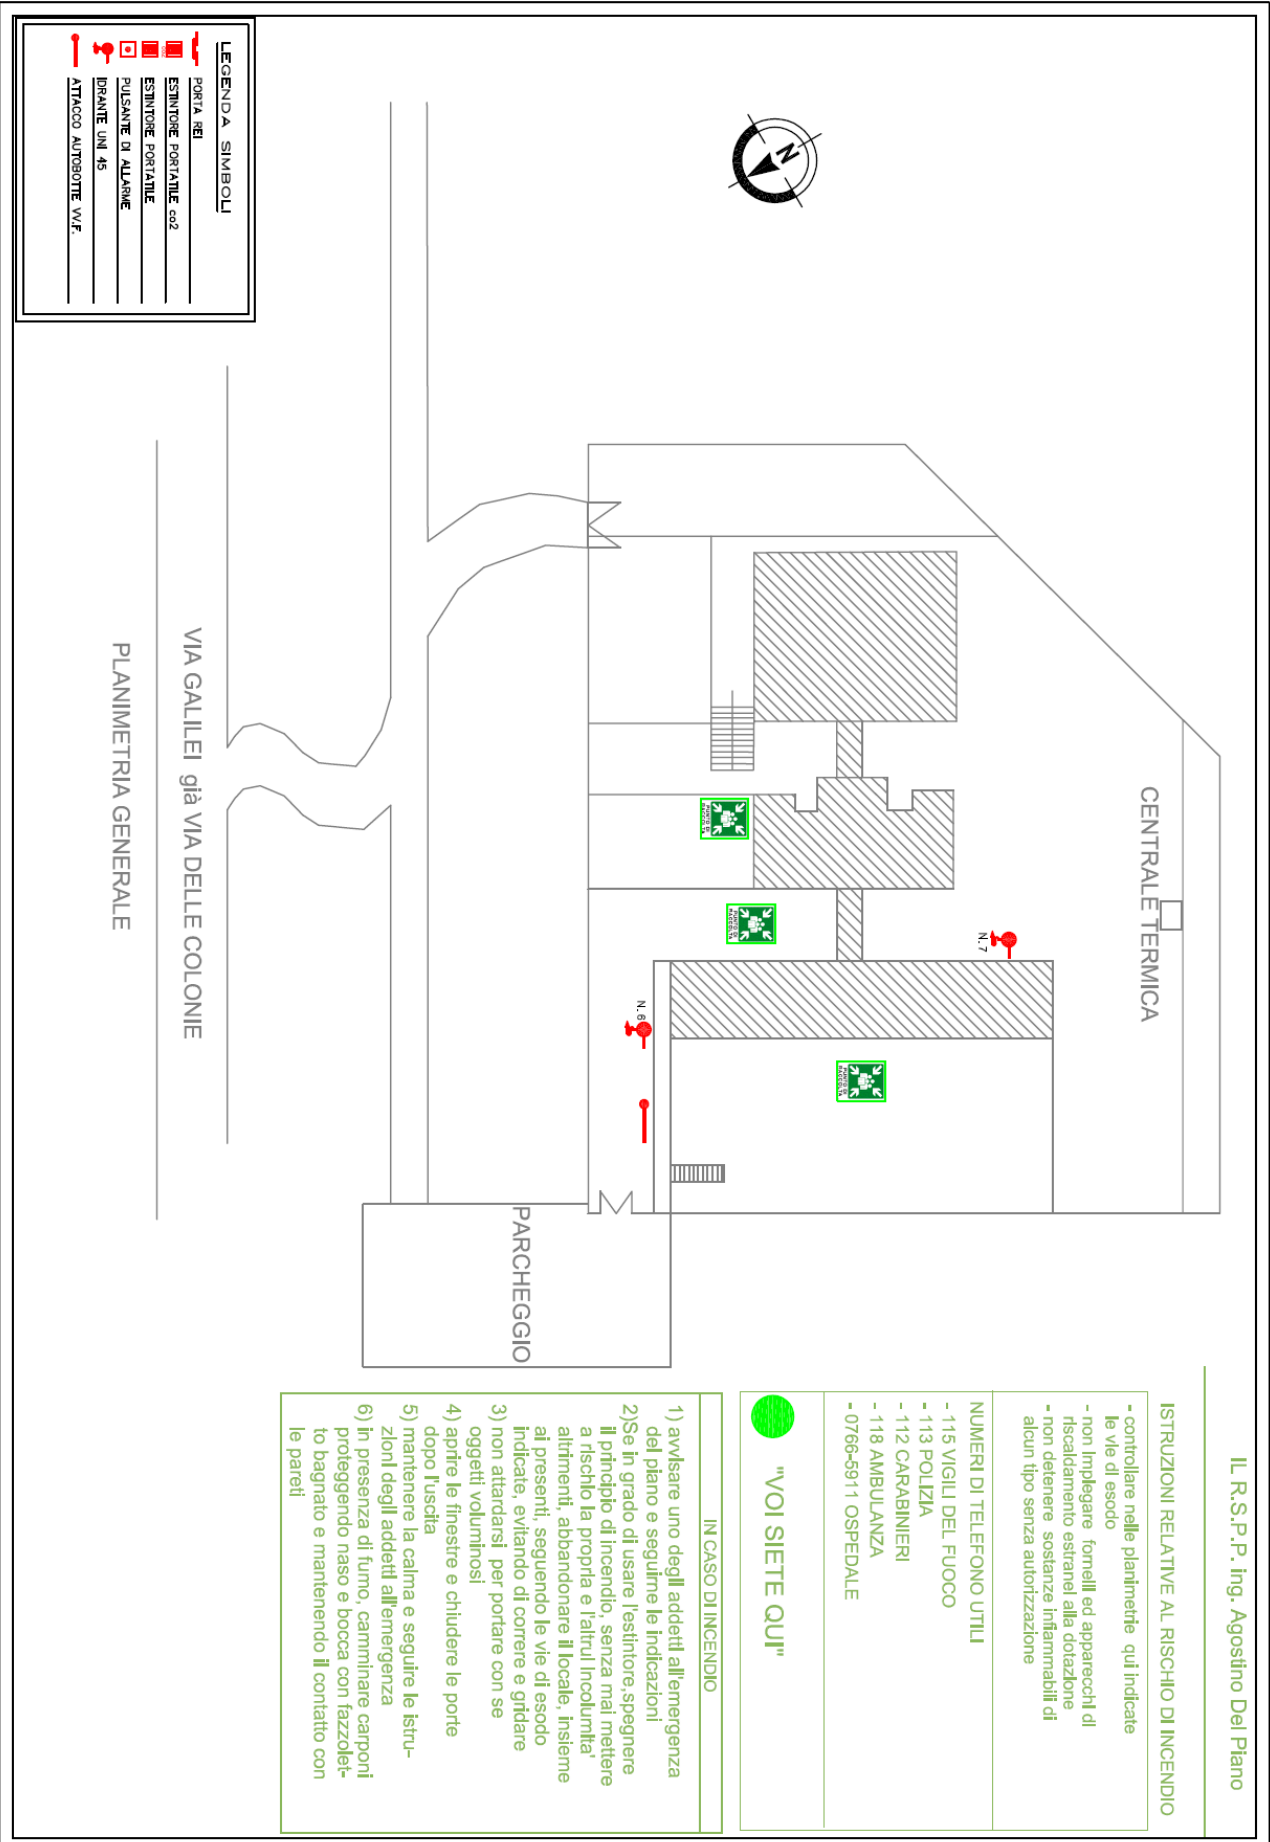 LEGENDA SIMBOLI
PORTA REI
ESTINTORE PORTATILE co2
ESTINTORE PORTATILE
PULSANTE DI ALLARME
IDRANTE UNI 45
ATTACCO AUTOBOTTE VV.F.
N
CENTRALE TERMICA
N. 7
N. 6
PUNTO DI
RACCOLTA
PUNTO DI
RACCOLTA
PUNTO DI
RACCOLTA
PARCHEGGIO
VIA GALILEI già VIA DELLE COLONIE
PLANIMETRIA GENERALE
IL R.S.P.P. ing. Agostino Del Piano
ISTRUZIONI RELATIVE AL RISCHIO DI INCENDIO
- controllare nelle planimetrie qui indicate
le vie di esodo
- non impiegare fornelli ed apparecchi di
riscaldamento estranei alla dotazione
- non detenere sostanze infiammabili di
alcun tipo senza autorizzazione
NUMERI DI TELEFONO UTILI
- 115 VIGILI DEL FUOCO
- 113 POLIZIA
- 112 CARABINIERI
- 118 AMBULANZA
- 0766-5911 OSPEDALE
"VOI SIETE QUI"
IN CASO DI INCENDIO
1) avvisare uno degli addetti all'emergenza
del piano e seguirne le indicazioni
2)Se in grado di usare l'estintore,spegnere
il principio di incendio, senza mai mettere
a rischio la propria e l'altrui incolumita'
altrimenti, abbandonare il locale, insieme
ai presenti, seguendo le vie di esodo
indicate, evitando di correre e gridare
3) non attardarsi per portare con se
oggetti voluminosi
4) aprire le finestre e chiudere le porte
dopo l'uscita
5) mantenere la calma e seguire le istru-
zioni degli addetti all'emergenza
6) in presenza di fumo, camminare carponi
proteggendo naso e bocca con fazzolet-
to bagnato e mantenendo il contatto con
le pareti